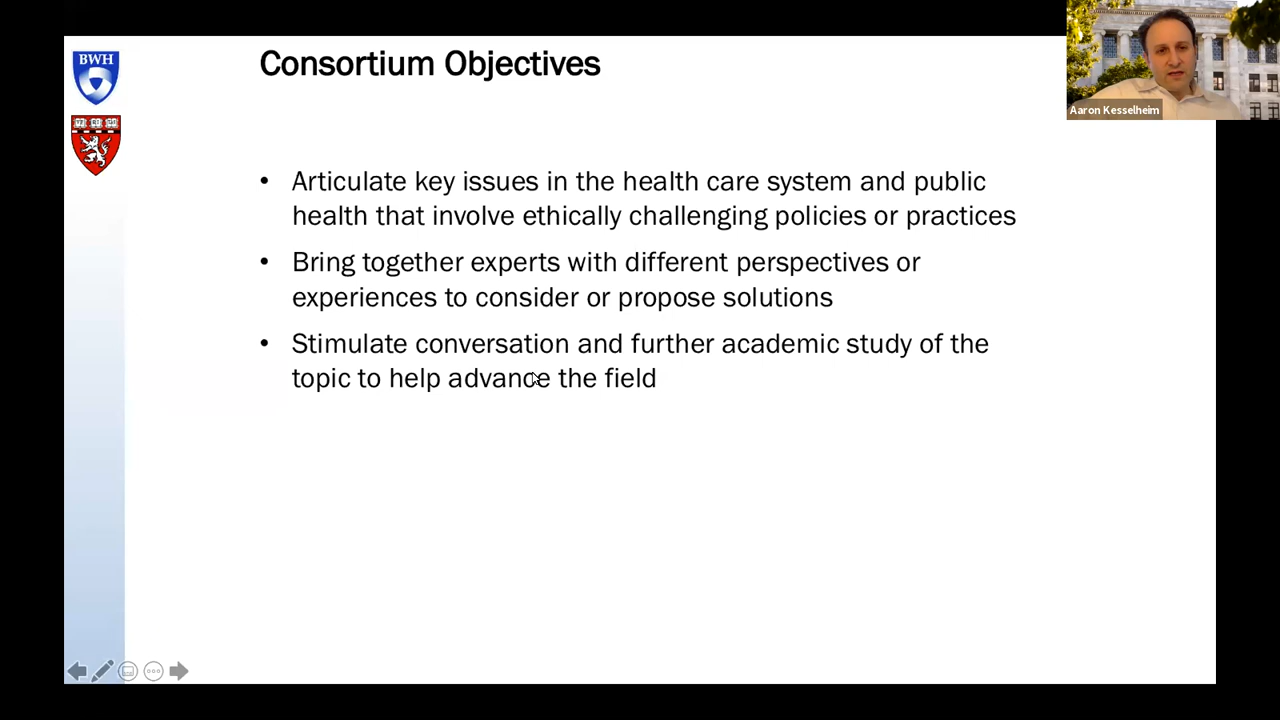 BWH
Consortium Objectives
Aaron Kesselheim
• Articulate key issues in the health care system and public
health that involve ethically challenging policies or practices
• Bring together experts with different perspectives or
experiences to consider or propose solutions
• Stimulate conversation and further academic study of the
topic to help advance the field